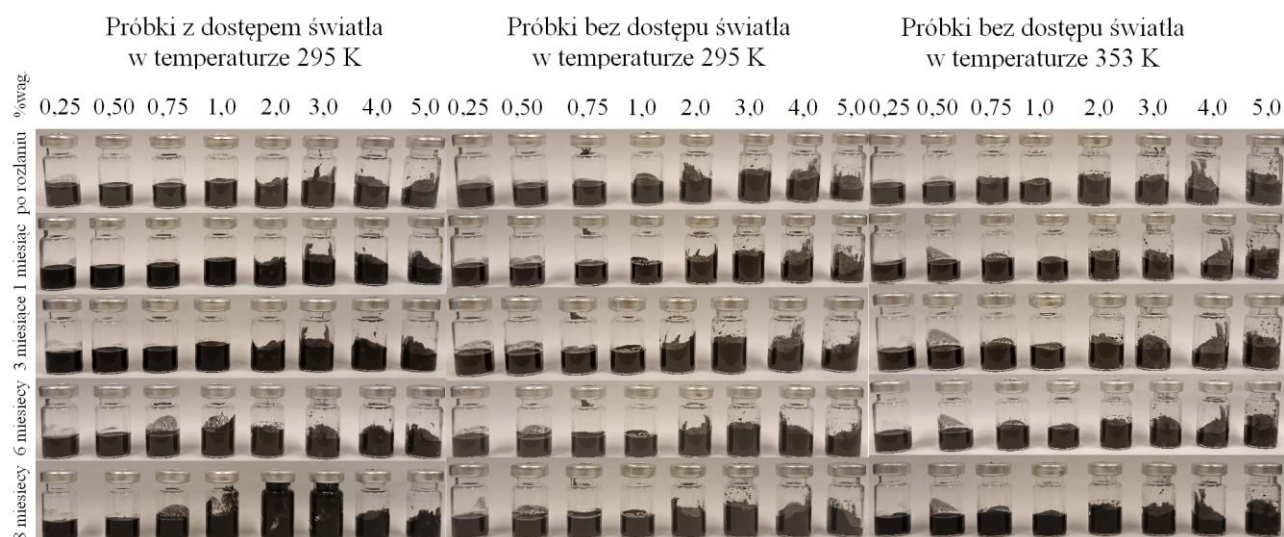 Próbki z dostępem światła
w temperaturze 295 K
Próbki bez dostępu światła
w temperaturze 295 K
Próbki bez dostępu światła
w temperaturze 353 K
%wag.
0,25 0,50 0,75 1,0 2,0 3,0 4,0 5,0
0,25 0,50 0,75 1,0 2,0 3,0 4,0 5,0
0,25 0,50 0,75 1,0 2,0 3,0 4,0 5,0
po rozlaniu
1 miesiąc
3 miesiące
6 miesiecy
8 miesiecy